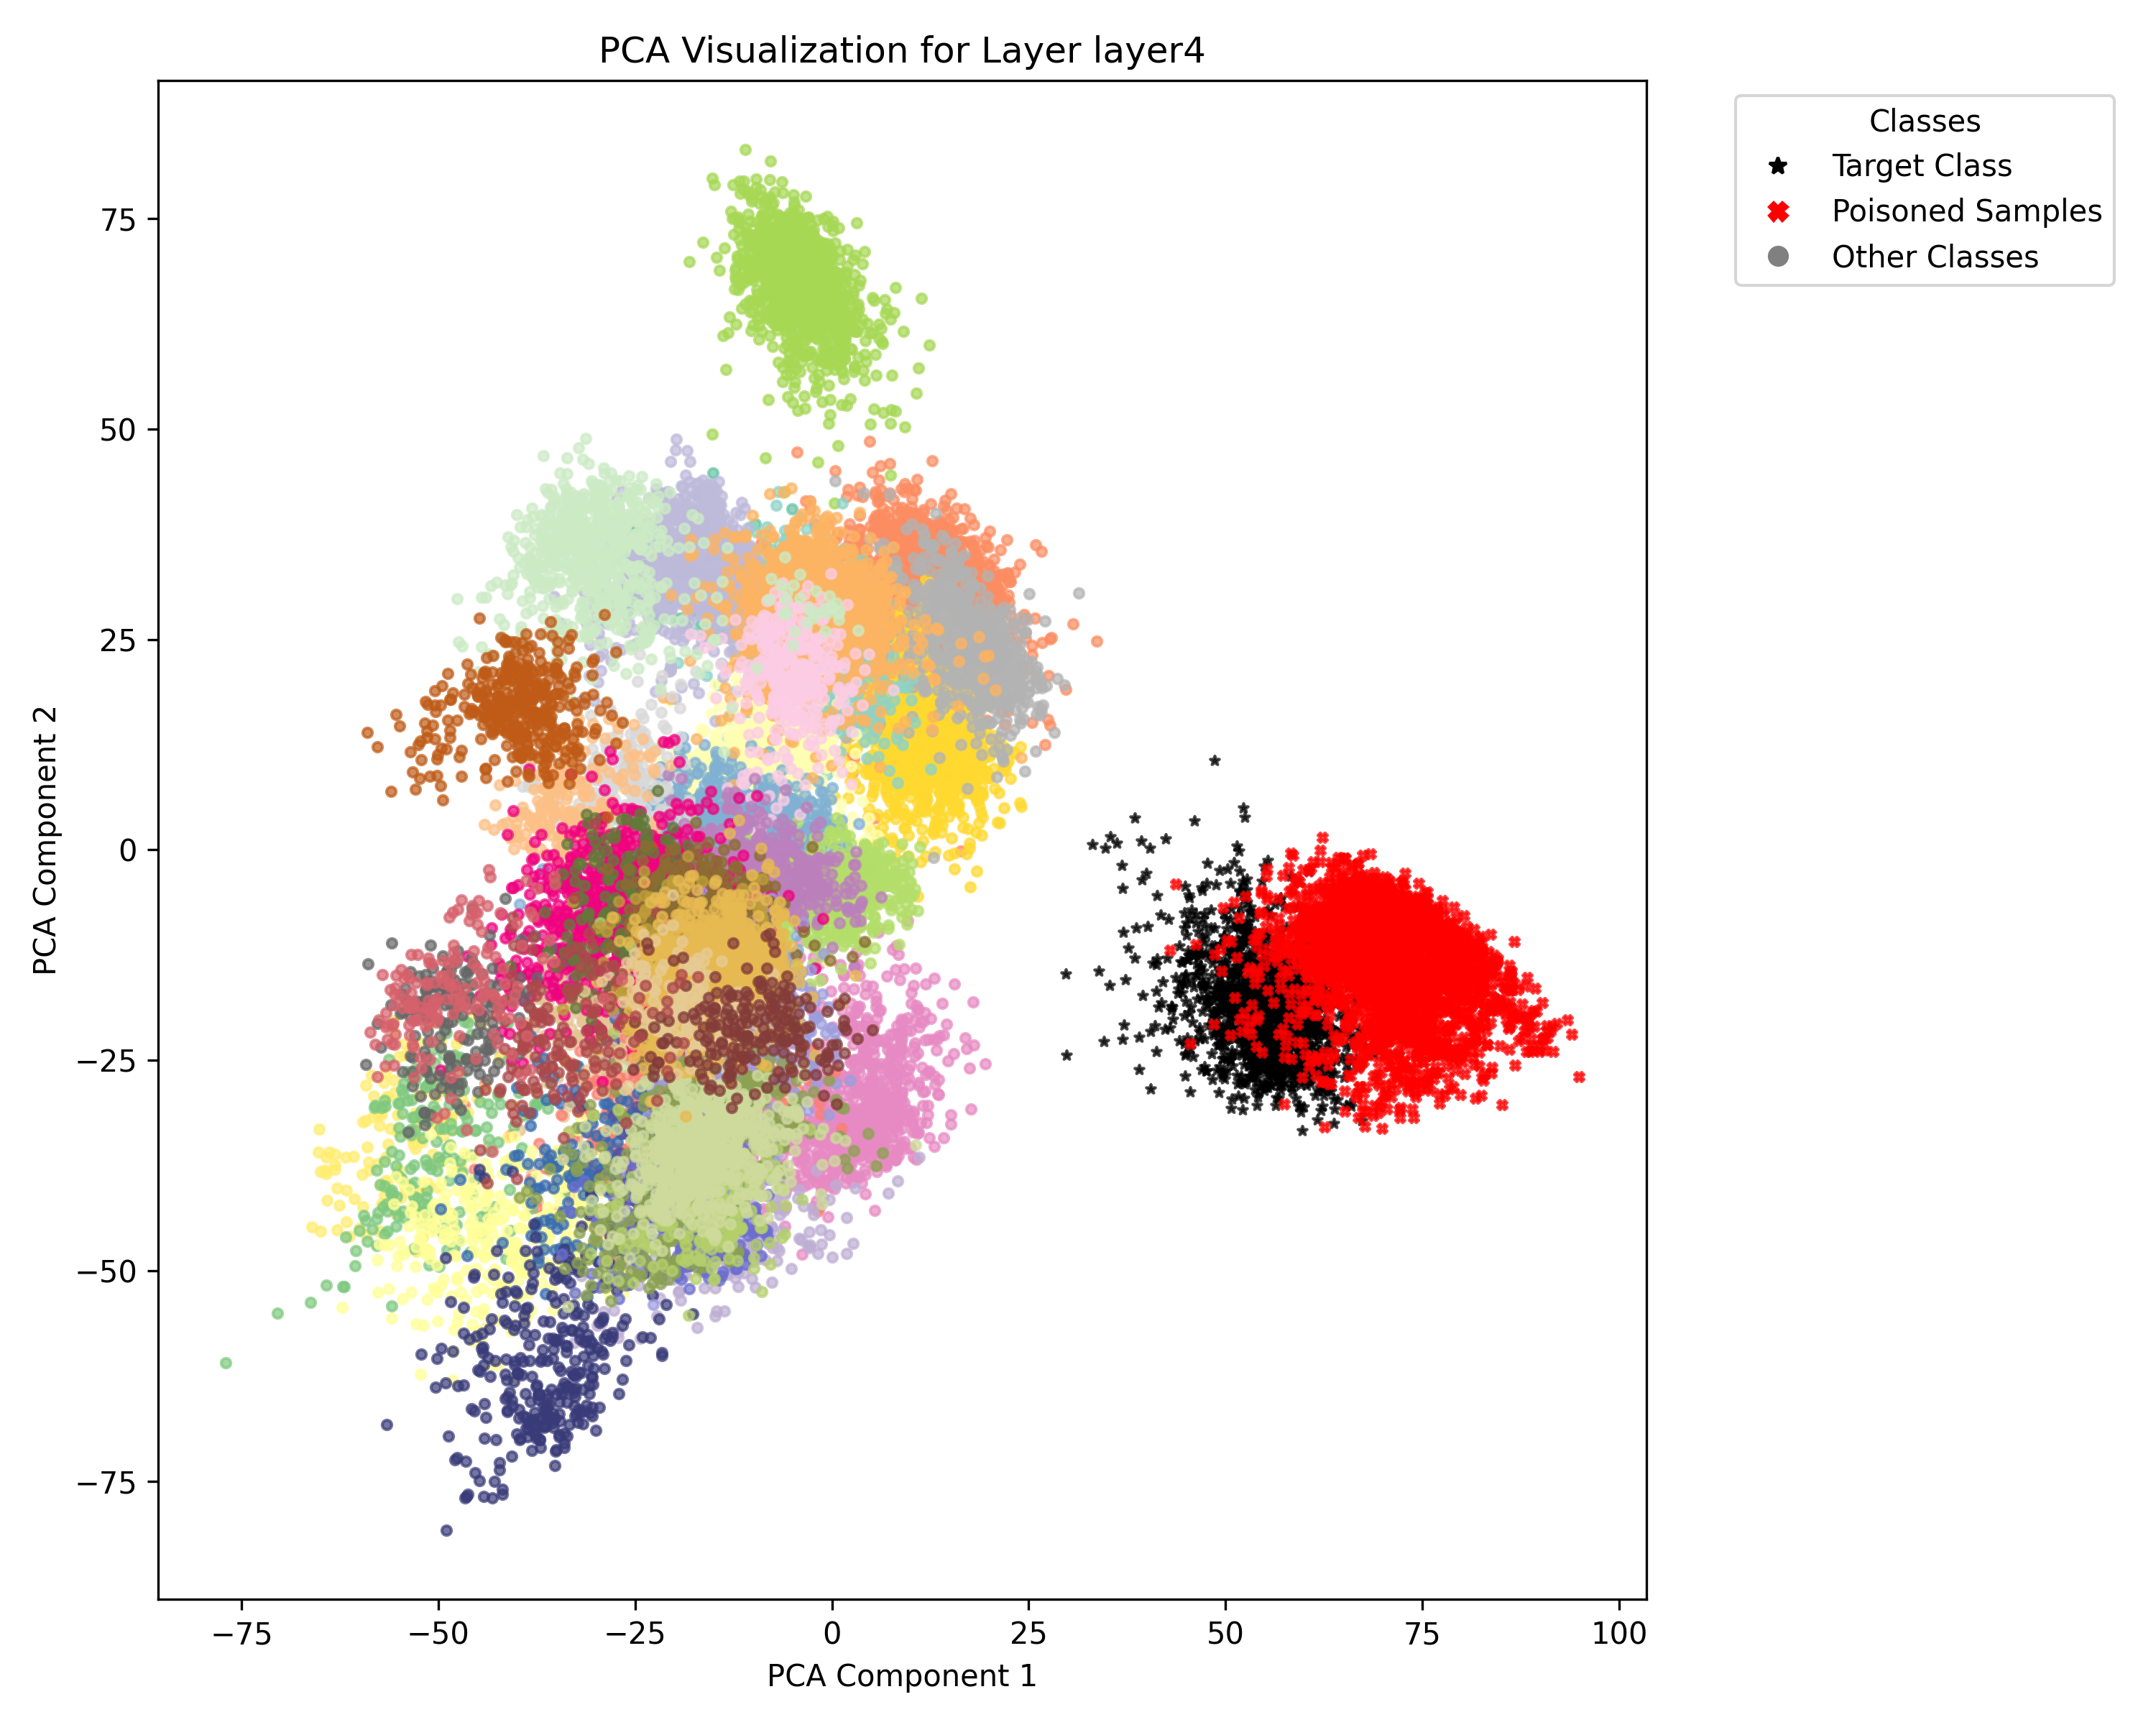 PCA Visualization for Layer layer4
Classes
Target Class
Poisoned Samples
Other Classes
PCA Component 2
75
50
25
0
−25
−50
−75
−75 −50 −25 0 25 50 75 100
PCA Component 1